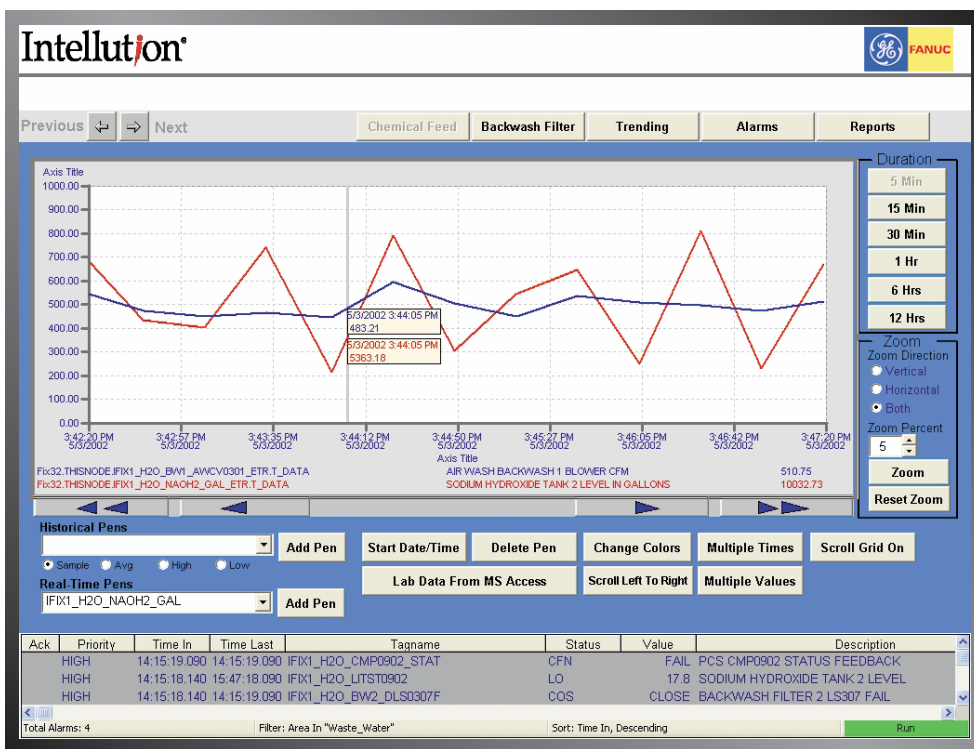 Intellution
GE FANUC
Previous Next Chemical Feed Backwash Filter Trending Alarms Reports
Duration
5 Min
15 Min
30 Min
1 Hr
6 Hrs
12 Hrs
Zoom
Zoom Direction
Vertical
Horizontal
Both
Zoom Percent
5
Zoom
Reset Zoom
Axis Title
1000.00
900.00
800.00
700.00
600.00
500.00
400.00
300.00
200.00
100.00
0.00
5/3/2002 3:44:05 PM
483.21
5/3/2002 3:44:05 PM
5363.18
3:42:20 PM 3:42:57 PM 3:43:35 PM 3:44:12 PM 3:44:50 PM 3:45:27 PM 3:46:05 PM 3:46:42 PM 3:47:20 PM
5/3/2002 5/3/2002 5/3/2002 5/3/2002 5/3/2002 5/3/2002 5/3/2002 5/3/2002 5/3/2002
Axis Title
Fix32.THISNODE.IFIX1_H2O_BW1_AWCV0301_ETR.T_DATA AIR WASH BACKWASH 1 BLOWER CFM 510.75
Fix32.THISNODE.IFIX1_H2O_NAOH2_GAL_ETR.T_DATA SODIUM HYDROXIDE TANK 2 LEVEL IN GALLONS 10032.73
Historical Pens
Add Pen Start Date/Time Delete Pen Change Colors Multiple Times Scroll Grid On
Sample Avg High Low
Lab Data From MS Access Scroll Left To Right Multiple Values
Real-Time Pens
IFIX1_H2O_NAOH2_GAL Add Pen
Ack Priority Time In Time Last Tagname Status Value Description
HIGH 14:15:19.090 14:15:19.090 IFIX1_H2O_CMP0902_STAT CFN FAIL PCS CMP0902 STATUS FEEDBACK
HIGH 14:15:18.140 15:47:18.090 IFIX1_H2O_LITST0902 LO 17.8 SODIUM HYDROXIDE TANK 2 LEVEL
HIGH 14:15:18.140 14:15:19.090 IFIX1_H2O_BW2_DLS0307F COS CLOSE BACKWASH FILTER 2 LS307 FAIL
Total Alarms: 4 Filter: Area In "Waste_Water" Sort: Time In, Descending Run